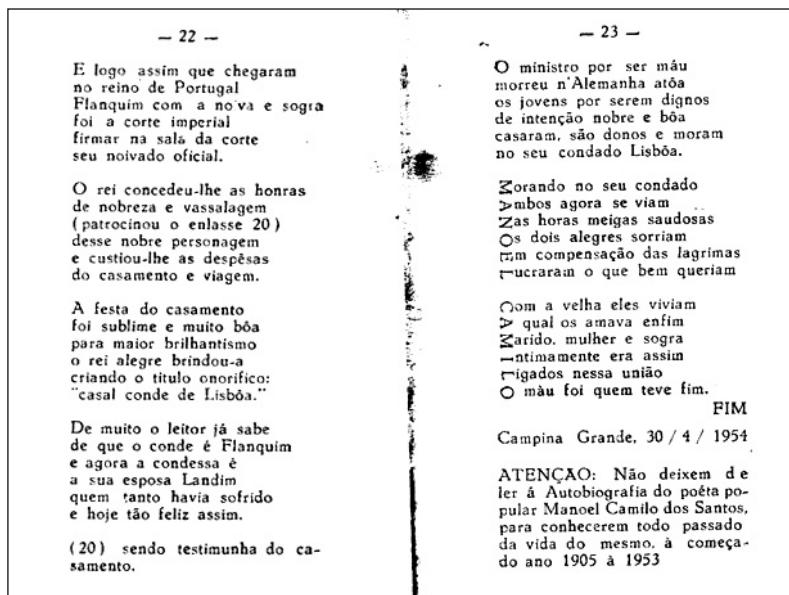 — 22 —
E logo assim que chegaram
no reino de Portugal
Flanquim com a noiva e sogra
foi a corte imperial
firmar na sala da corte
seu noivado oficial.
O rei concedeu-lhe as honras
de nobreza e vassalagem
(patrocinou o enlasse 20)
desse nobre personagem
e custiou-lhe as despêsas
do casamento e viagem.
A festa do casamento
foi sublime e muito bôa
para maior brilhantismo
o rei alegre brindou-a
criando o titulo onorifico:
"casal conde de Lisbôa."
De muito o leitor já sabe
de que o conde é Flanquim
e agora a condessa é
a sua esposa Landim
quem tanto havia sofrido
e hoje tão feliz assim.
(20) sendo testimunha do ca-
samento.
— 23 —
O ministro por ser máu
morreu n'Alemanha atôa
os jovens por serem dignos
de intenção nobre e bôa
casaram, são donos e moram
no seu condado Lisbôa.
Morando no seu condado
Ambos agora se viam
Nas horas meigas saudosas
Os dois alegres sorriam
Em compensação das lagrimas
Lucraram o que bem queriam
Com a velha eles viviam
A qual os amava enfim
Marido, mulher e sogra
Intimamente era assim
Ligados nessa união
O màu foi quem teve fim.
FIM
Campina Grande, 30 / 4 / 1954
ATENÇÃO: Não deixem de
ler á Autobiografia do poéta po-
pular Manoel Camilo dos Santos,
para conhecerem todo passado
da vida do mesmo, à começa-
do ano 1905 à 1953